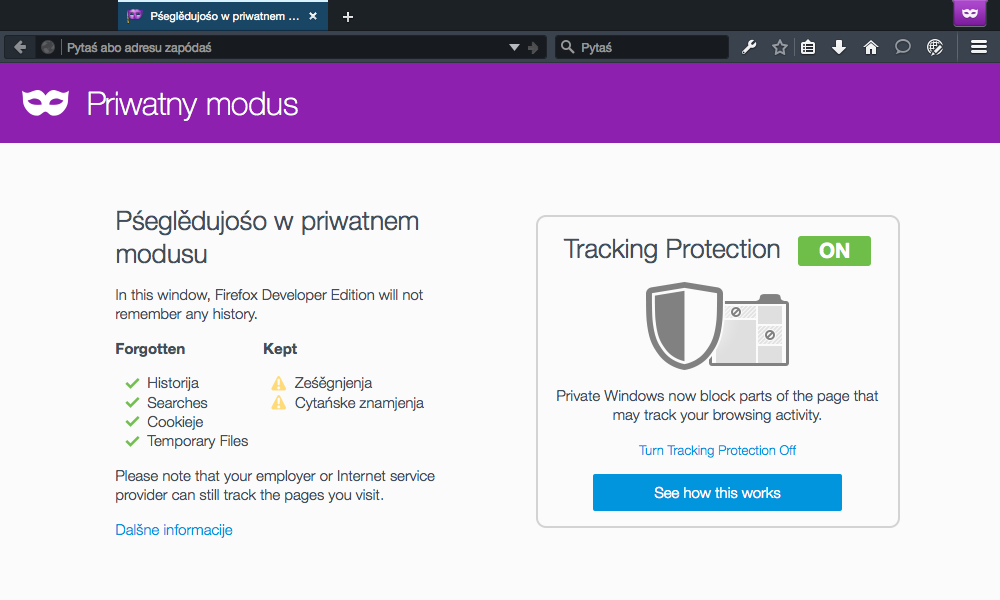 Pśeglědujośo w priwatnem ...
Pytaś abo adresu zapódaś
Pytaś
Priwatny modus
Pśeglědujośo w priwatnem
modusu
In this window, Firefox Developer Edition will not
remember any history.
Forgotten
Kept
Historija
Searches
Cookieje
Temporary Files
Ześěgnjenja
Cytańske znamjenja
Please note that your employer or Internet service
provider can still track the pages you visit.
Dalšne informacije
Tracking Protection ON
Private Windows now block parts of the page that
may track your browsing activity.
Turn Tracking Protection Off
See how this works